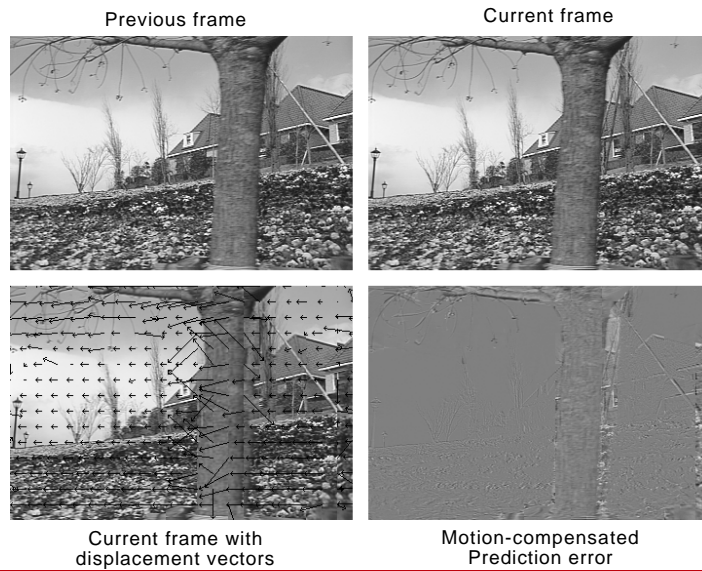 Previous frame
Current frame
Current frame with
displacement vectors
Motion-compensated
Prediction error